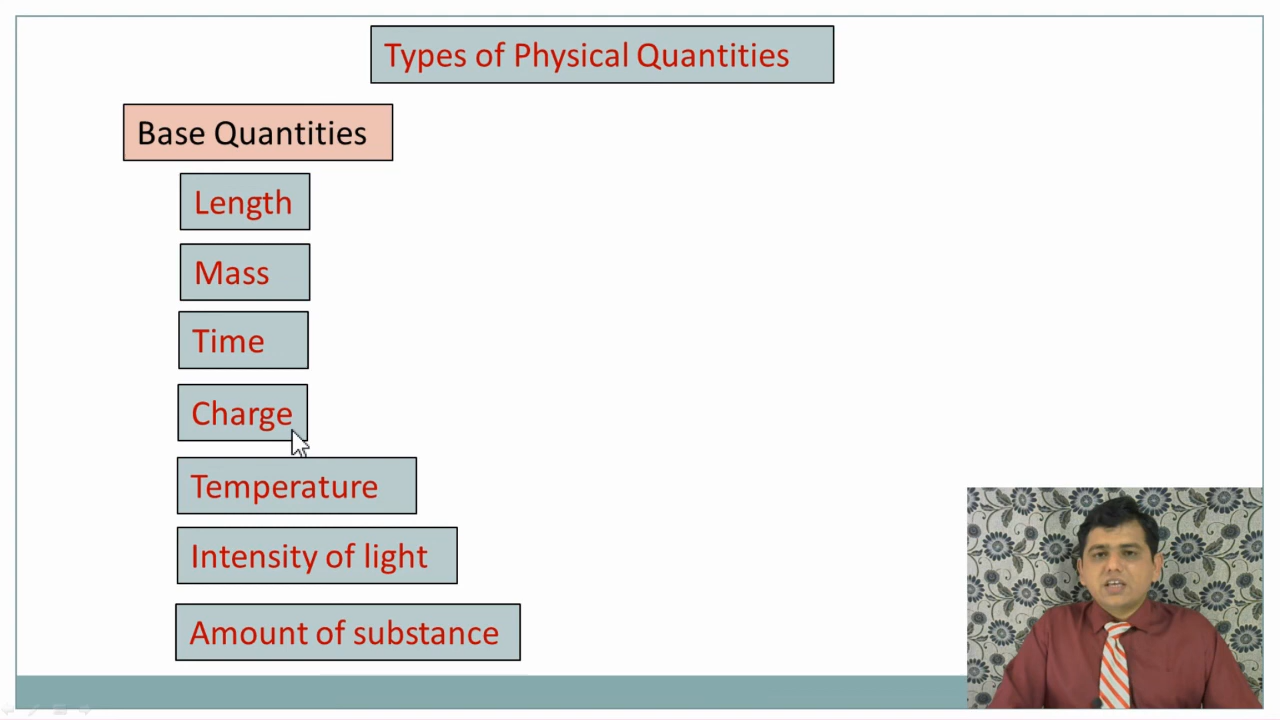 Types of Physical Quantities
Base Quantities
Length
Mass
Time
Charge
Temperature
Intensity of light
Amount of substance